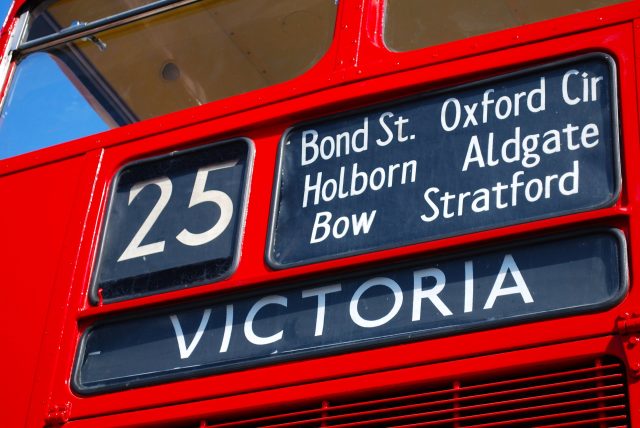 25
Bond St. Oxford Cir
Holborn Aldgate
Bow Stratford
VICTORIA